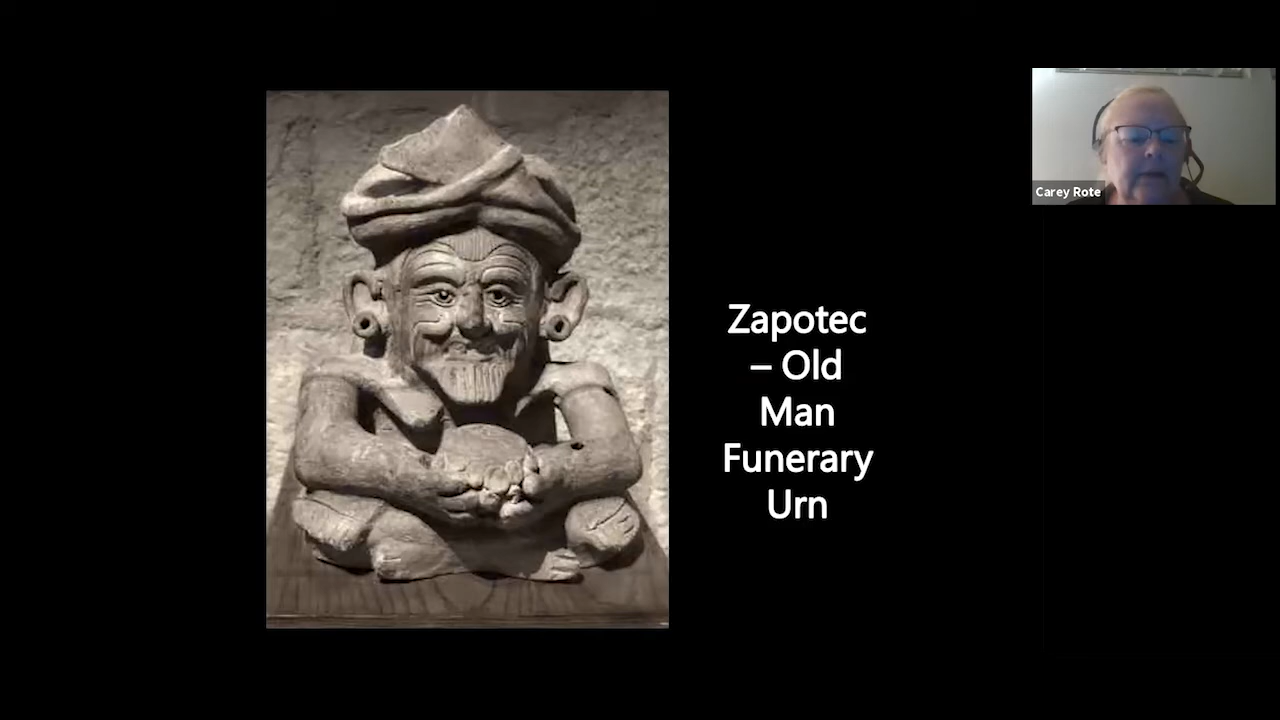 Zapotec
– Old
Man
Funerary
Urn
Carey Rote